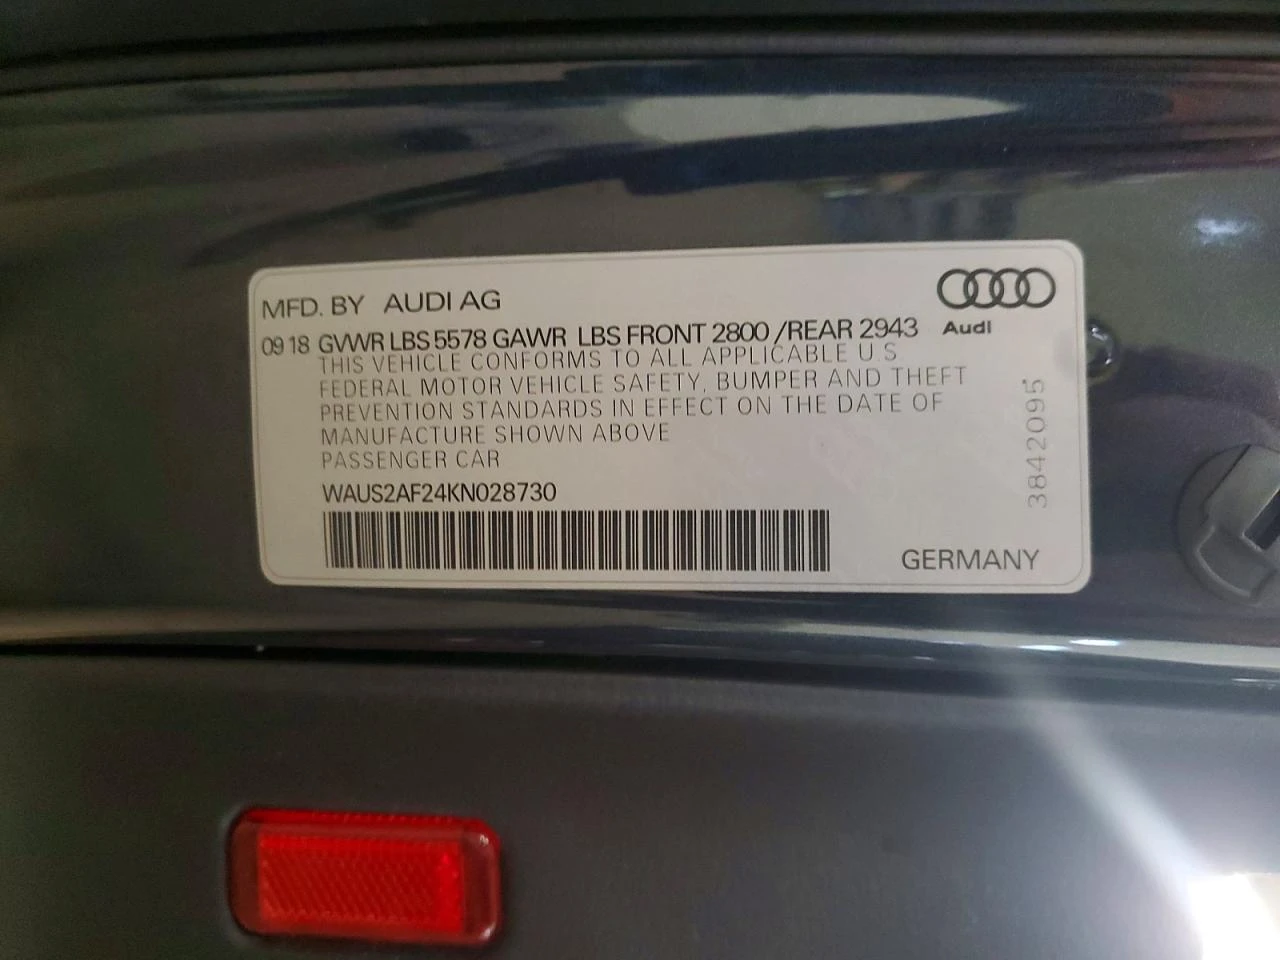 MFD. BY AUDI AG
Audi
09 18 GVWR LBS 5578 GAWR LBS FRONT 2800 /REAR 2943
THIS VEHICLE CONFORMS TO ALL APPLICABLE U.S
FEDERAL MOTOR VEHICLE SAFETY, BUMPER AND THEFT
PREVENTION STANDARDS IN EFFECT ON THE DATE OF
MANUFACTURE SHOWN ABOVE
PASSENGER CAR
WAUS2AF24KN028730
3842095
GERMANY